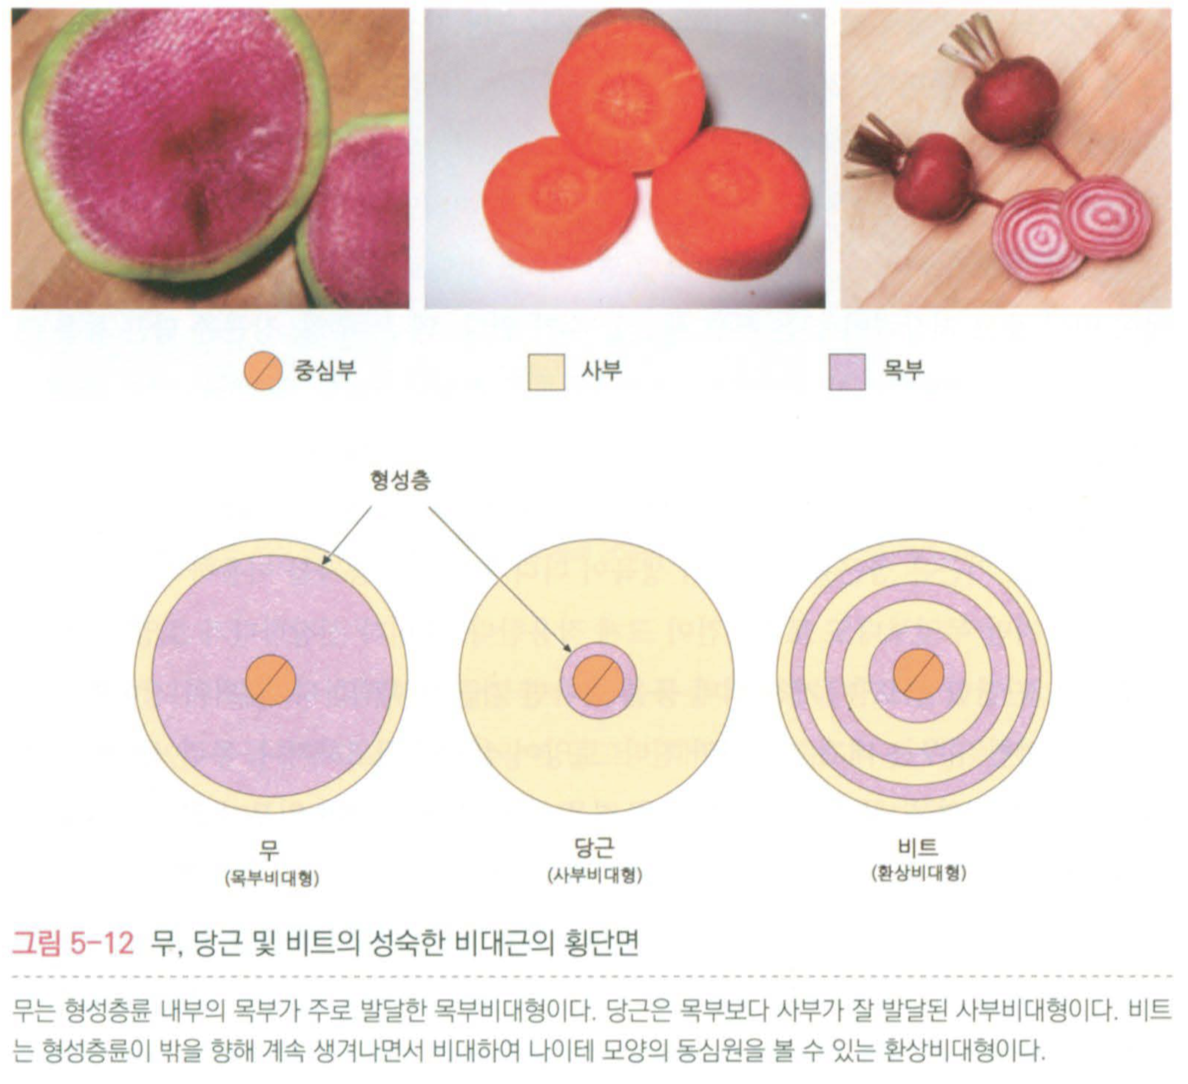 중심부 사부 목부
형성층
무 당근 비트
(목부비대형) (사부비대형) (환상비대형)
그림 5-12 무, 당근 및 비트의 성숙한 비대근의 횡단면
무는 형성층륜 내부의 목부가 주로 발달한 목부비대형이다. 당근은 목부보다 사부가 잘 발달된 사부비대형이다. 비트
는 형성층륜이 밖을 향해 계속 생겨나면서 비대하여 나이테 모양의 동심원을 볼 수 있는 환상비대형이다.